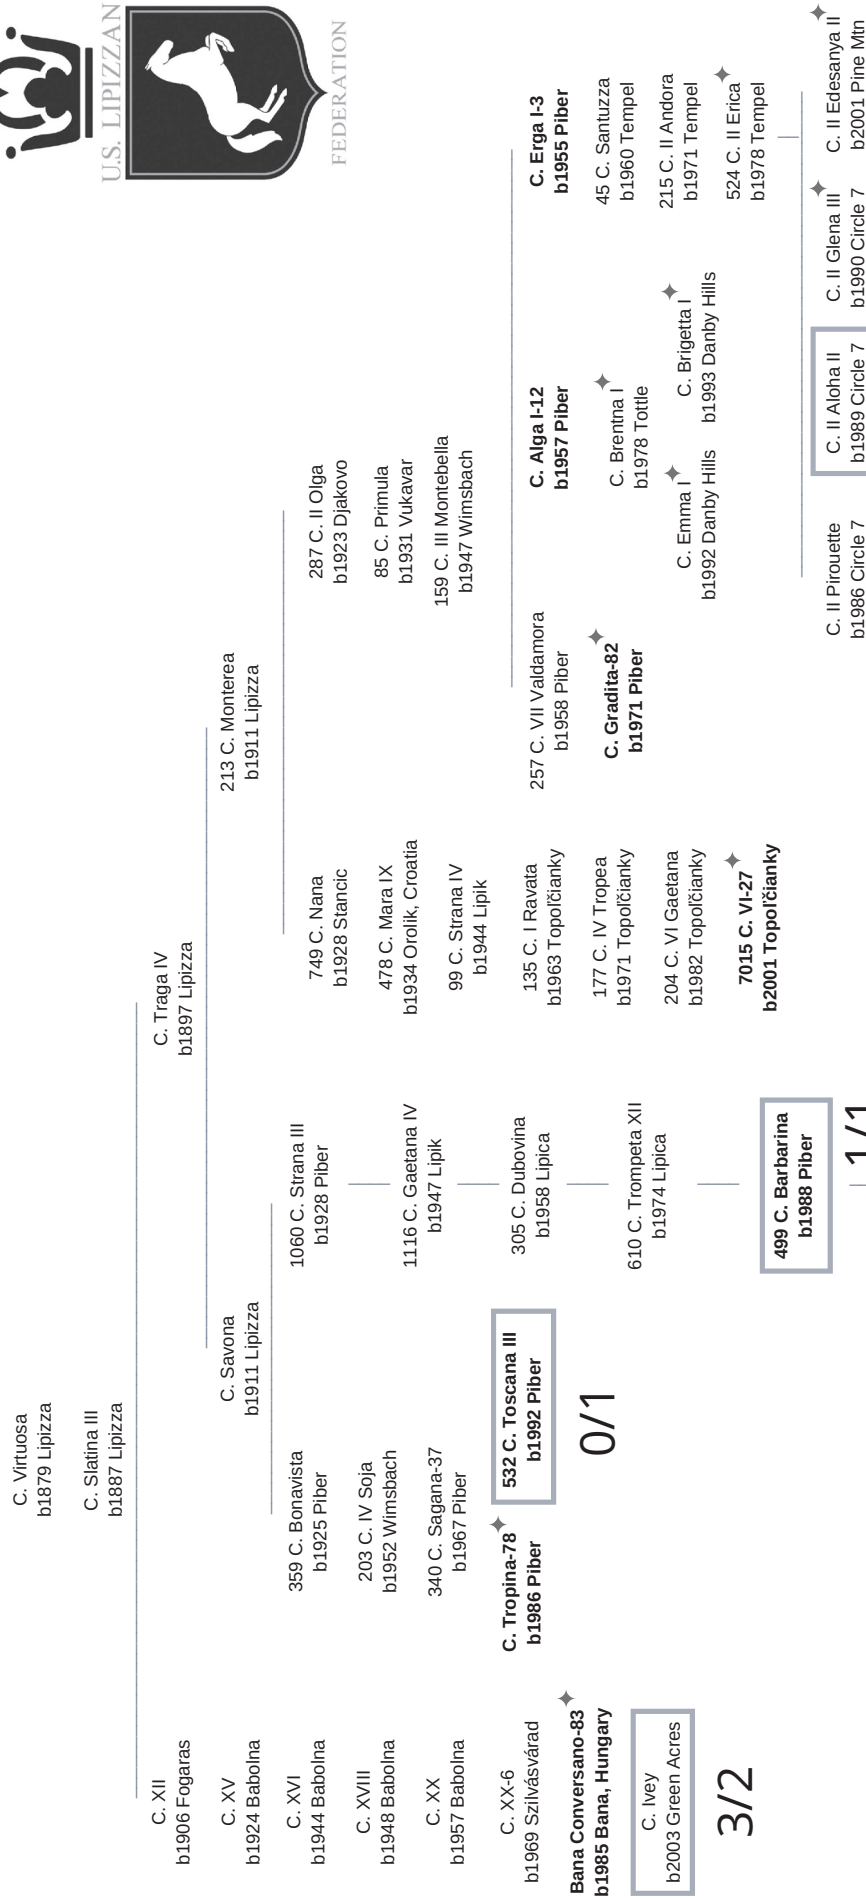 U.S. LIPIZZAN
FEDERATION
C. Virtuosa
b1879 Lipizza
C. Slatina III
b1887 Lipizza
C. XII
b1906 Fogaras
C. Traga IV
b1897 Lipizza
C. XV
b1924 Babolna
C. Savona
b1911 Lipizza
213 C. Monterea
b1911 Lipizza
C. XVI
b1944 Babolna
359 C. Bonavista
b1925 Piber
1060 C. Strana III
b1928 Piber
749 C. Nana
b1928 Stancic
287 C. II Olga
b1923 Djakovo
C. XVIII
b1948 Babolna
203 C. IV Soja
b1952 Wimsbach
1116 C. Gaetana IV
b1947 Lipik
478 C. Mara IX
b1934 Orolik, Croatia
85 C. Primula
b1931 Vukavar
C. XX
b1957 Babolna
340 C. Sagana-37
b1967 Piber
99 C. Strana IV
b1944 Lipik
159 C. III Montebella
b1947 Wimsbach
C. XX-6
b1969 Szilvásvárad
C. Tropina-78
b1986 Piber
532 C. Toscana III
b1992 Piber
305 C. Dubovina
b1958 Lipica
135 C. I Ravata
b1963 Topoľčianky
257 C. VII Valdamora
b1958 Piber
C. Alga I-12
b1957 Piber
C. Erga I-3
b1955 Piber
Bana Conversano-83
b1985 Bana, Hungary
0/1
610 C. Trompeta XII
b1974 Lipica
177 C. IV Tropea
b1971 Topoľčianky
C. Gradita-82
b1971 Piber
C. Brentna I
b1978 Tottle
45 C. Santuzza
b1960 Tempel
C. Ivey
b2003 Green Acres
204 C. VI Gaetana
b1982 Topoľčianky
C. Emma I
b1992 Danby Hills
C. Brigetta I
b1993 Danby Hills
215 C. II Andora
b1971 Tempel
3/2
499 C. Barbarina
b1988 Piber
7015 C. VI-27
b2001 Topoľčianky
524 C. II Erica
b1978 Tempel
1/1
C. II Pirouette
b1986 Circle 7
C. II Aloha II
b1989 Circle 7
C. II Glena III
b1990 Circle 7
C. II Edesanya II
b2001 Pine Mtn